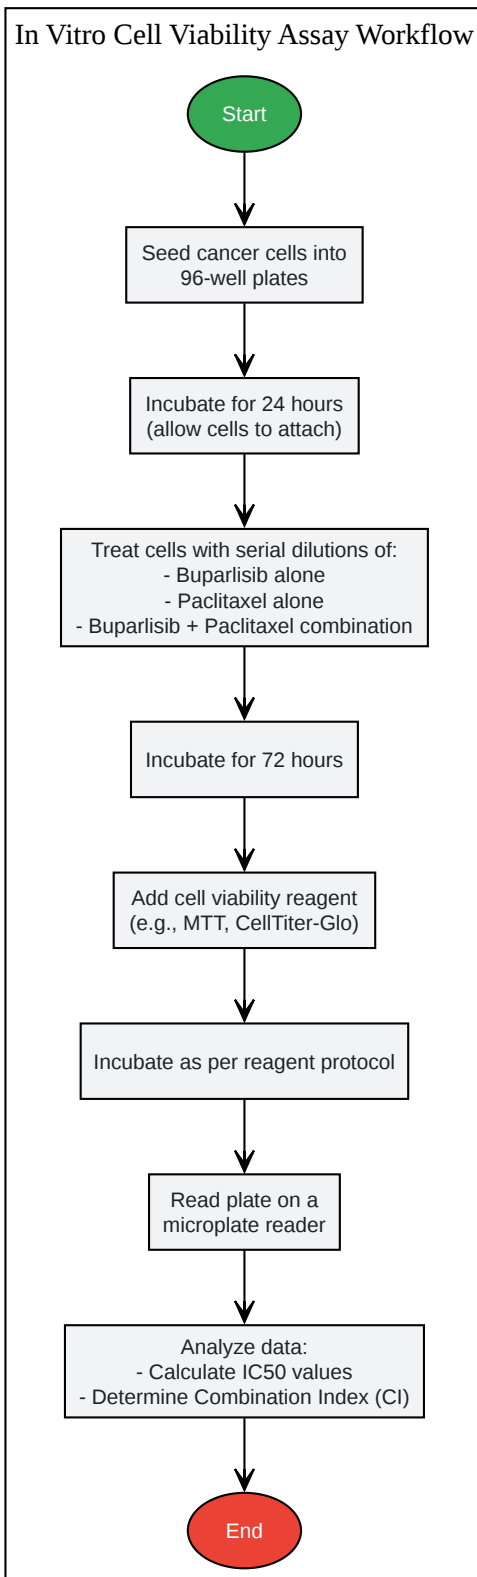 In Vitro Cell Viability Assay Workflow
Start
Seed cancer cells into
96-well plates
Incubate for 24 hours
(allow cells to attach)
Treat cells with serial dilutions of:
- Buparlisib alone
- Paclitaxel alone
- Buparlisib + Paclitaxel combination
Incubate for 72 hours
Add cell viability reagent
(e.g., MTT, CellTiter-Glo)
Incubate as per reagent protocol
Read plate on a
microplate reader
Analyze data:
- Calculate IC50 values
- Determine Combination Index (CI)
End